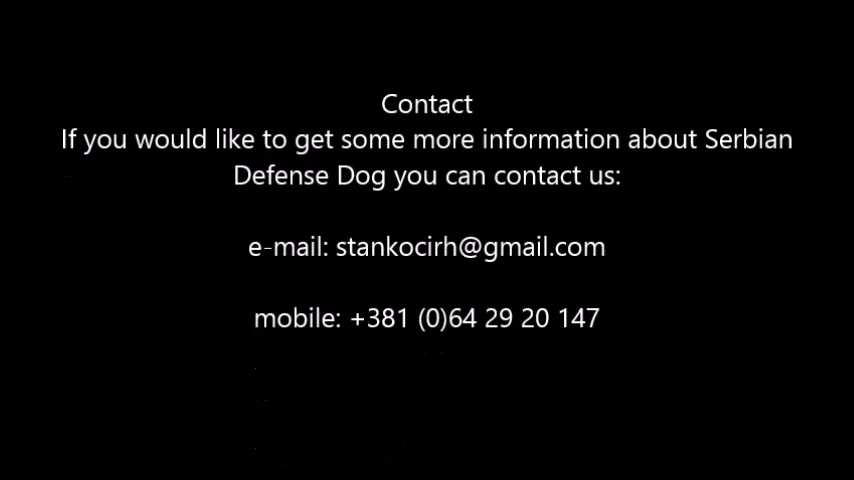 Contact
If you would like to get some more information about Serbian
Defense Dog you can contact us:
e-mail: stankocirh@gmail.com
mobile: +381 (0)64 29 20 147